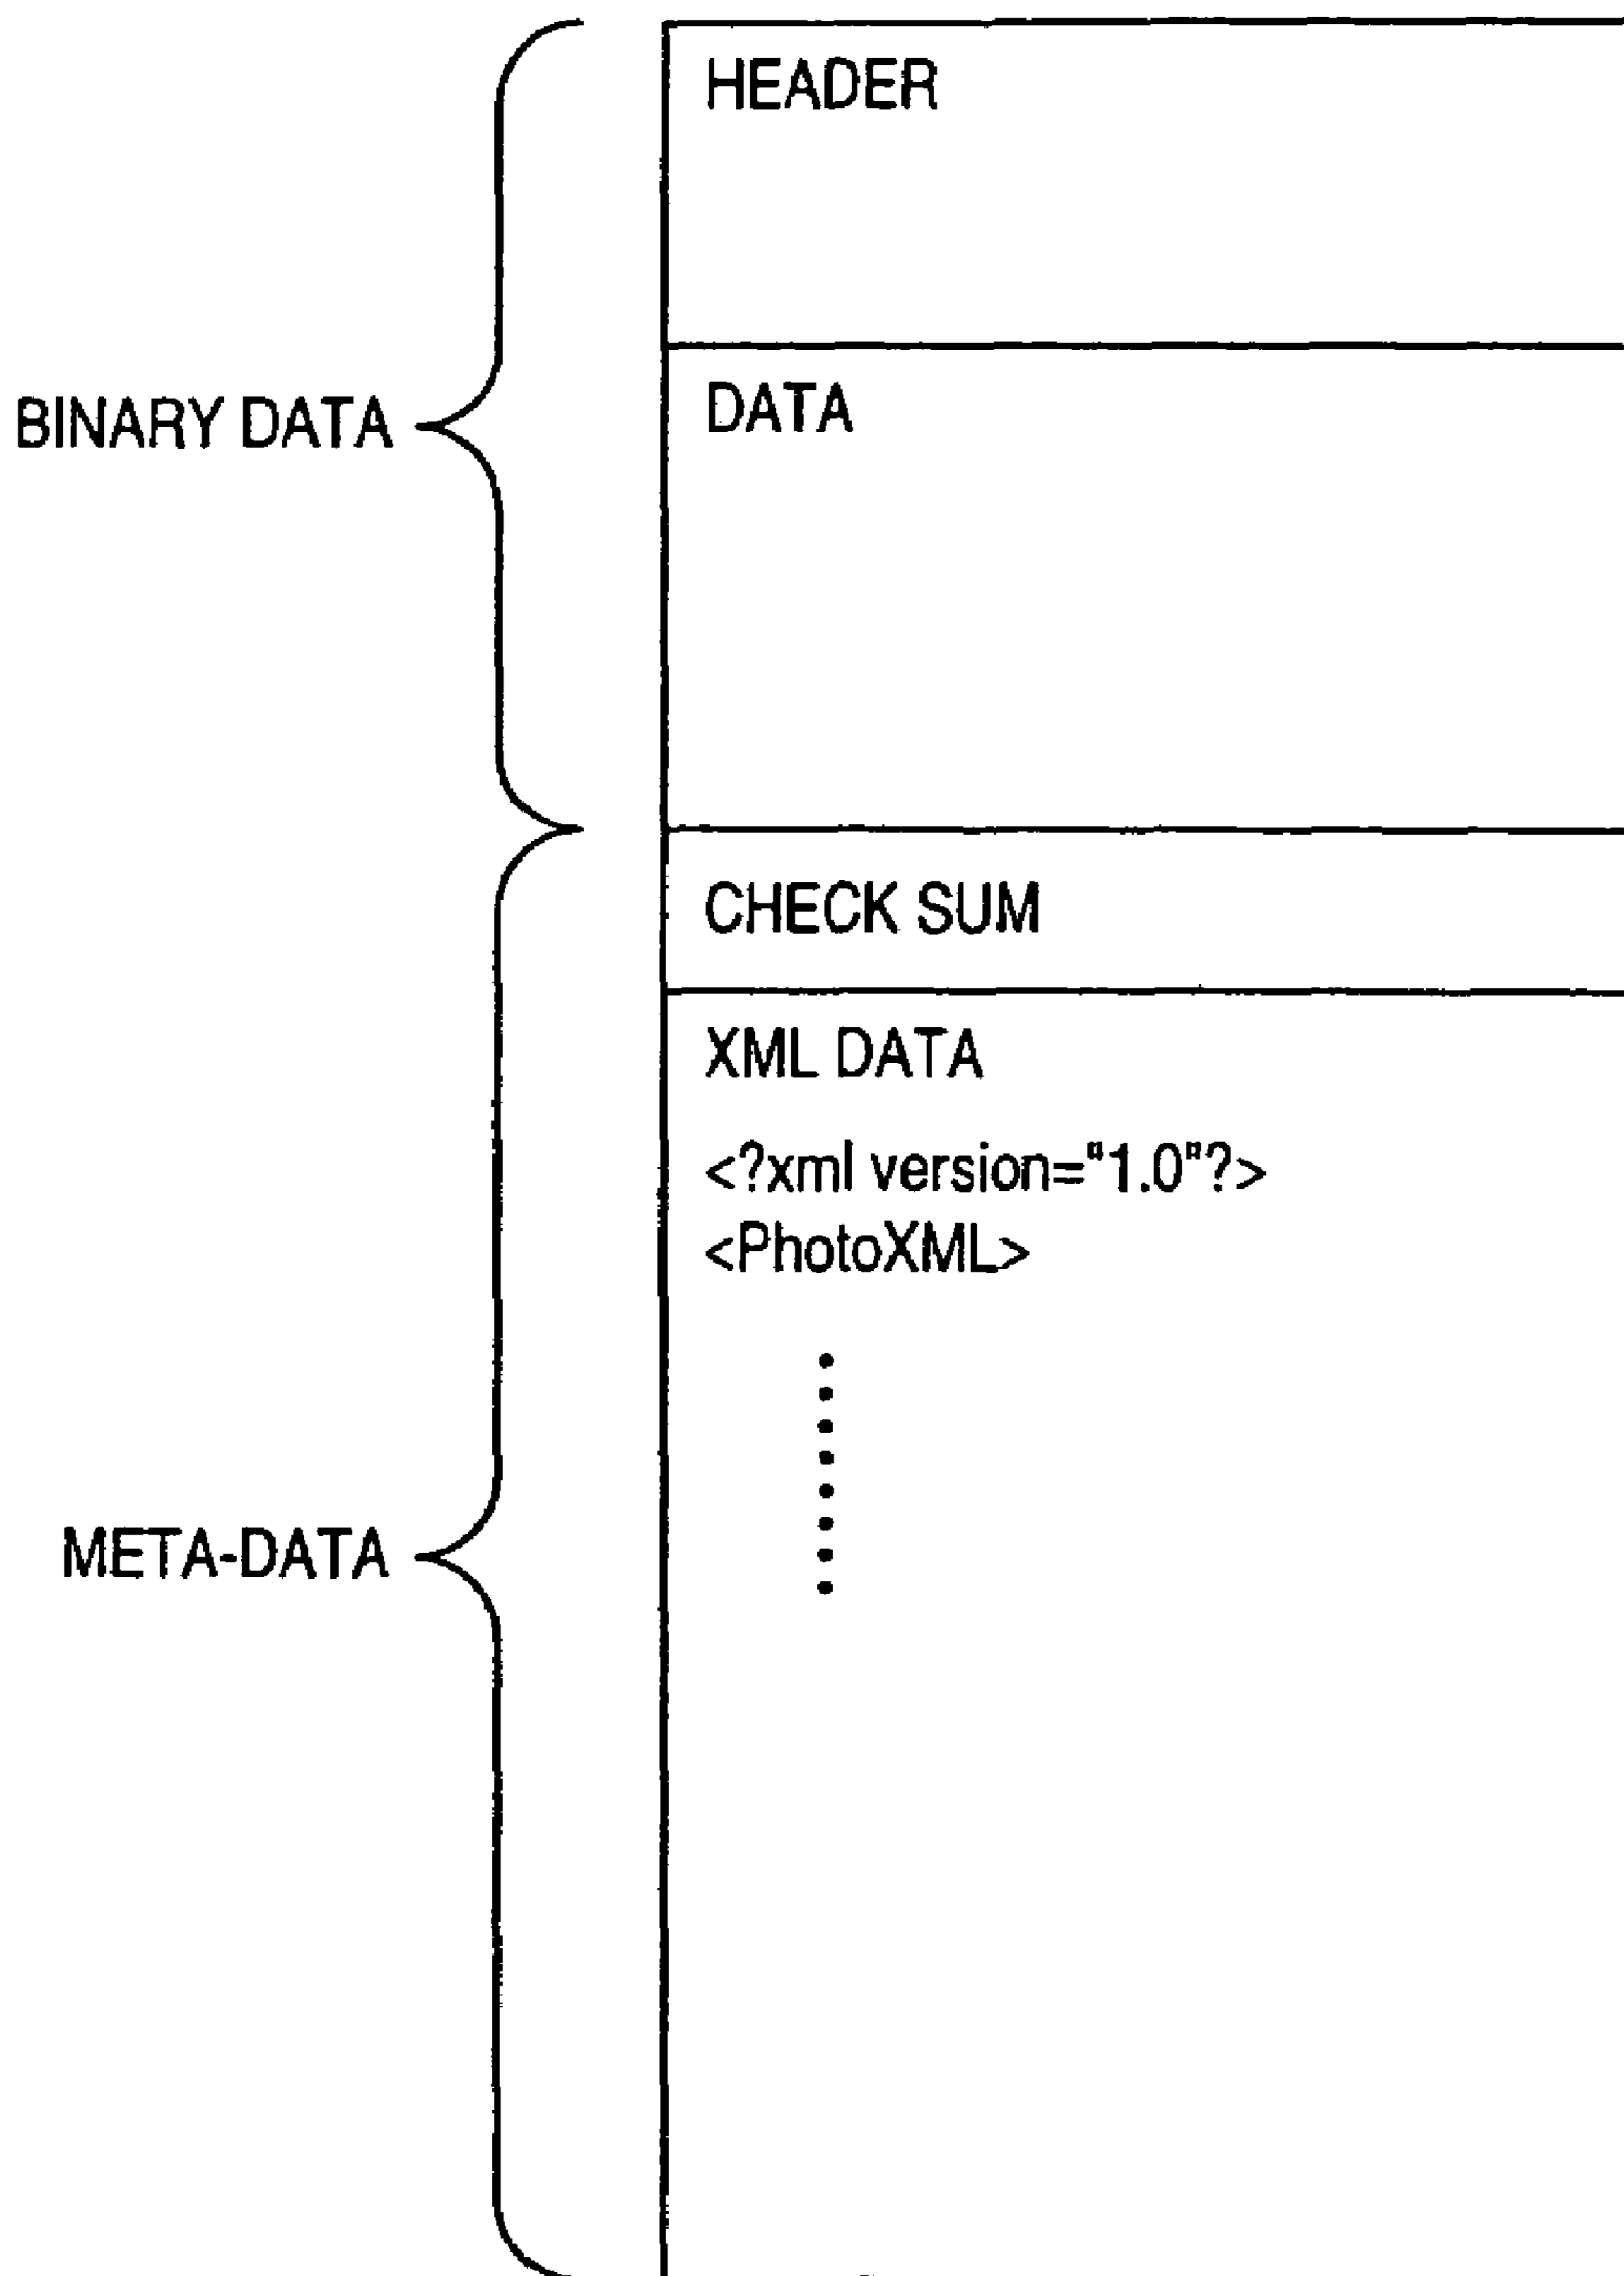 HEADER
BINARY DATA
DATA
CHECK SUM
XML DATA
<?xml version="1.0"?>
<PhotoXML>
META-DATA